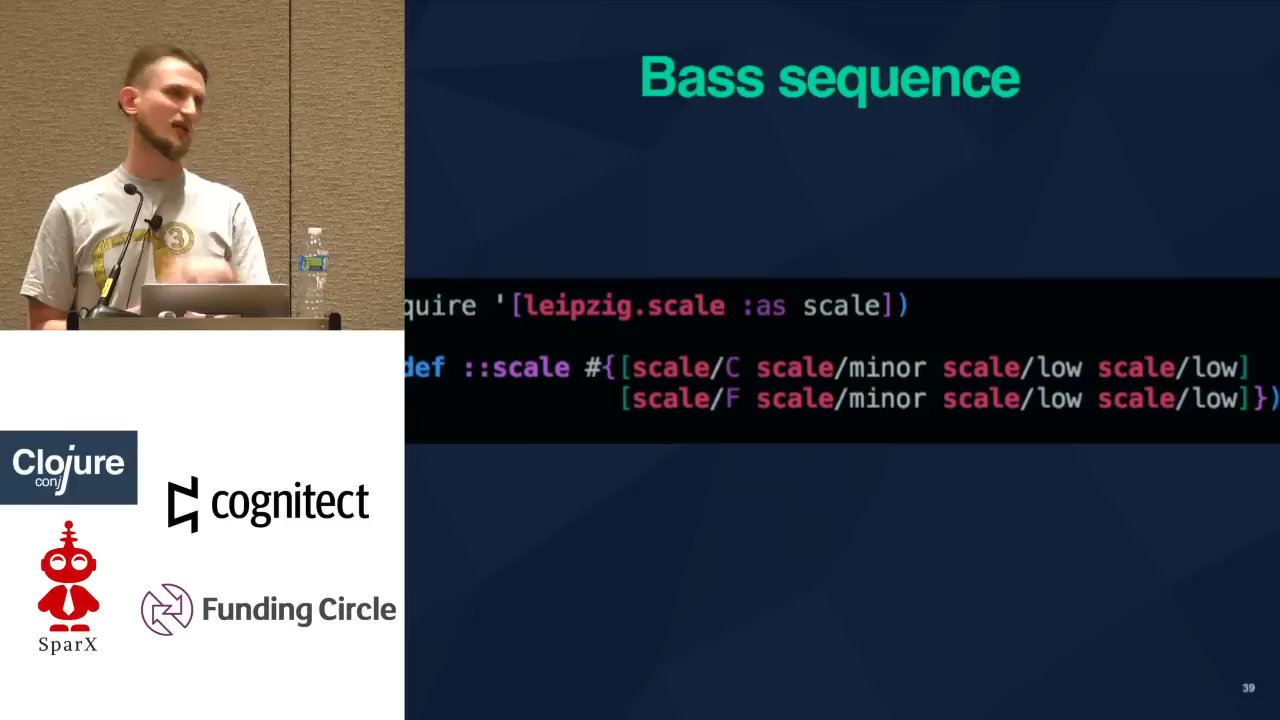 Bass sequence
quire '[leipzig.scale :as scale])
def ::scale #{[scale/C scale/minor scale/low scale/low]
[scale/F scale/minor scale/low scale/low]})
39
3
Clojure
conj
cognitect
SparX
Funding Circle